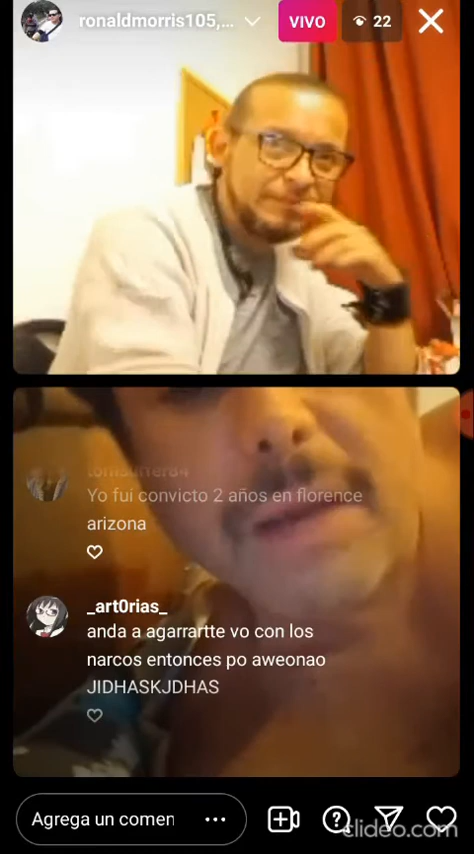 ronaldmorris105,...
VIVO
22
Yo fui convicto 2 años en florence
arizona
_art0rias_
anda a agarrartte vo con los
narcos entonces po aweonao
JIDHASKJDHAS
Agrega un comen
clideo.com